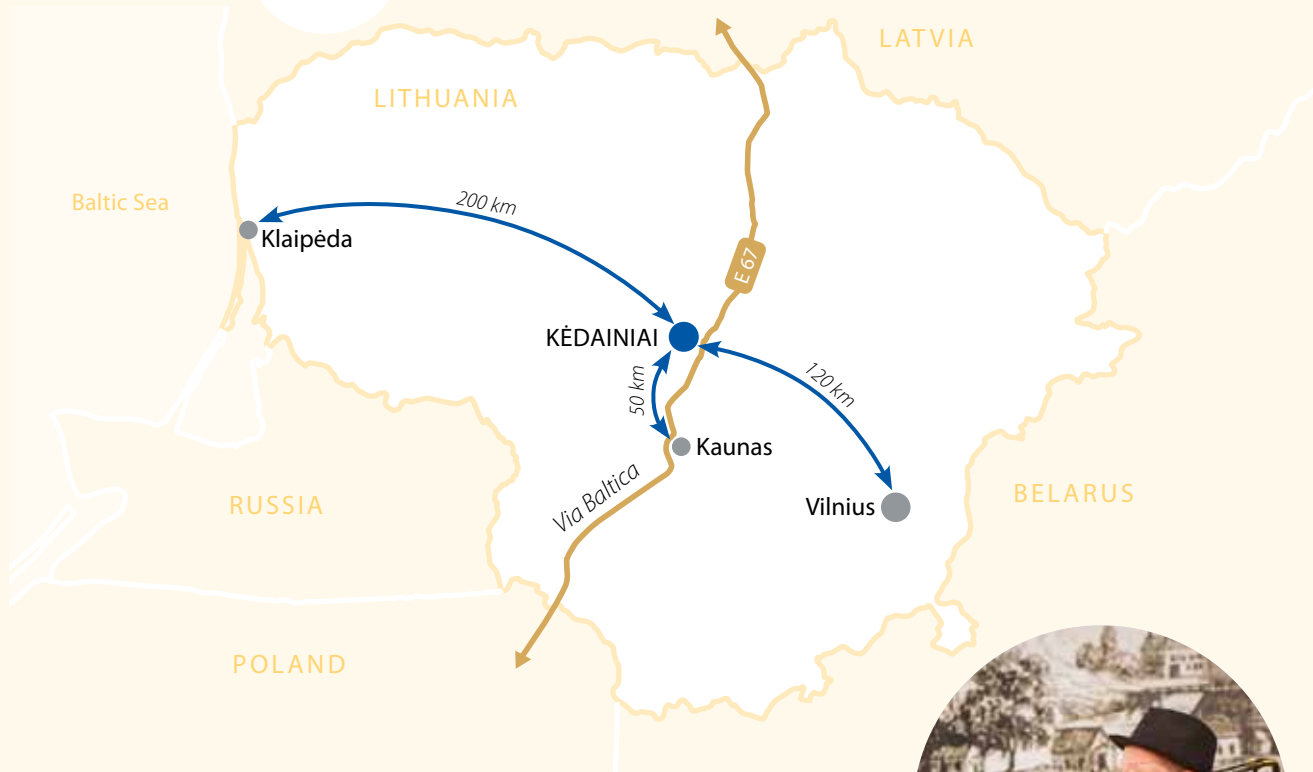 LATVIA
LITHUANIA
Baltic Sea
200 km
Klaipėda
E 67
KĖDAINIAI
120 km
50 km
Kaunas
Via Baltica
RUSSIA
Vilnius
BELARUS
POLAND